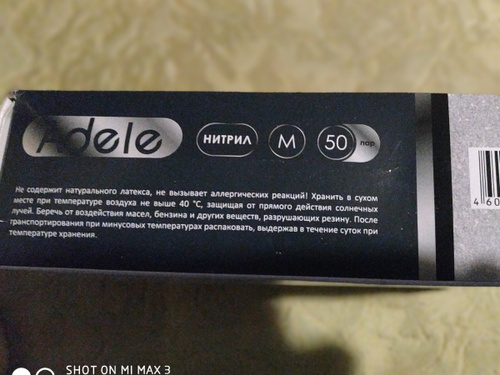 Adele НИТРИЛ M 50 пар
Не содержит натурального латекса, не вызывает аллергических реакций! Хранить в сухом
месте при температуре воздуха не выше 40 °С, защищая от прямого действия солнечных
лучей. Беречь от воздействия масел, бензина и других веществ, разрушающих резину. После
транспортирования при минусовых температурах распаковать, выдержав в течение суток при
температуре хранения.
4 60
SHOT ON MI MAX 3